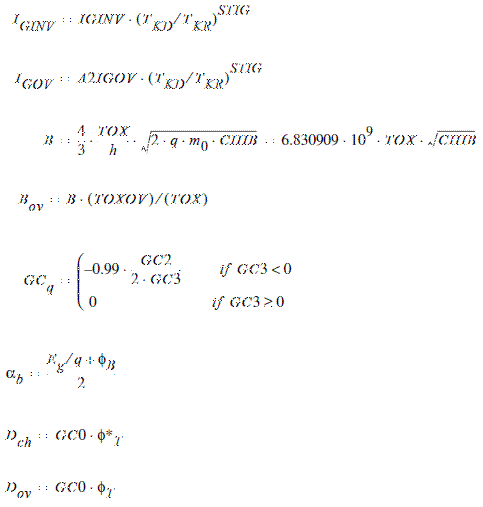 I_GINV = IGINV · (T_KD/T_KR)^STIG
I_GOV = A2IGOV · (T_KD/T_KR)^STIG
B = 4/3 · TOX/h · √(2 · q · m_0 · CHIB) = 6.830909 · 10^9 · TOX · √CHIB
B_ov = B · (TOXOV)/(TOX)
GC_q = { –0.99 · GC2/(2 · GC3) if GC3 < 0
0 if GC3 ≥ 0
α_b = (E_g/q + ϕ_B)/2
D_ch = GC0 · ϕ*_T
D_ov = GC0 · ϕ_T